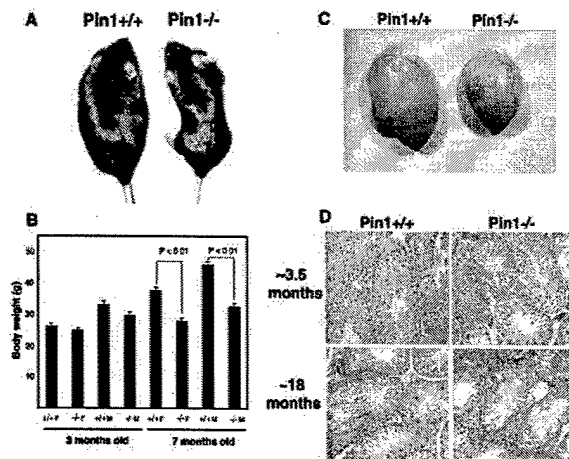 A Pin1+/+ Pin1-/-
C Pin1+/+ Pin1-/-
B
Body weight (g)
50
40
30
20
10
0
P < 0.01 P < 0.01
+/+ F -/- F +/+ M -/- M +/+ F -/- F +/+ M -/- M
3 months old 7 months old
D Pin1+/+ Pin1-/-
~3.5
months
~18
months